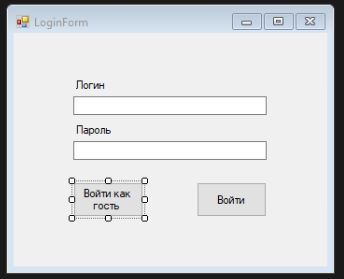 LoginForm
Логин
Пароль
Войти как
гость
Войти